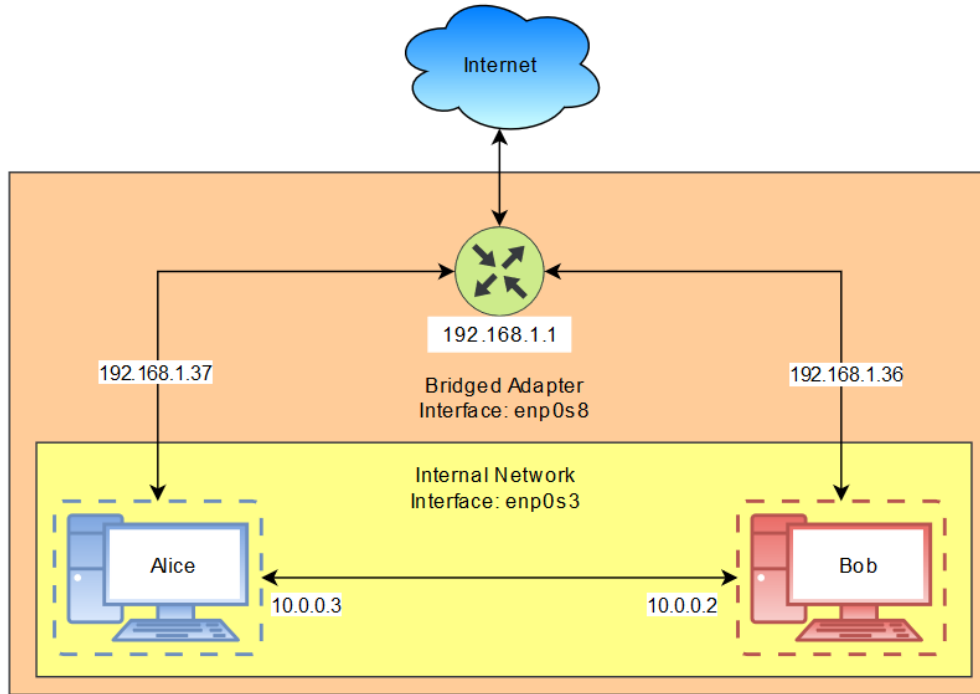 Internet
192.168.1.1
192.168.1.37
192.168.1.36
Bridged Adapter
Interface: enp0s8
Internal Network
Interface: enp0s3
Alice
Bob
10.0.0.3
10.0.0.2